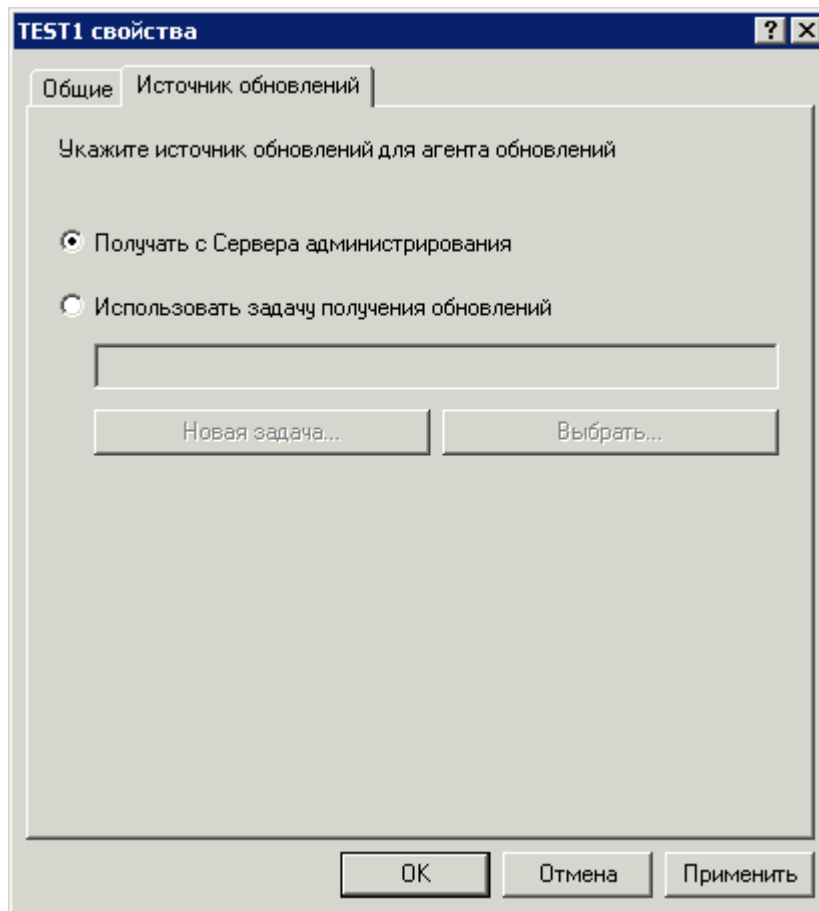 TEST1 свойства
Общие
Источник обновлений
Укажите источник обновлений для агента обновлений
Получать с Сервера администрирования
Использовать задачу получения обновлений
Новая задача...
Выбрать...
OK
Отмена
Применить